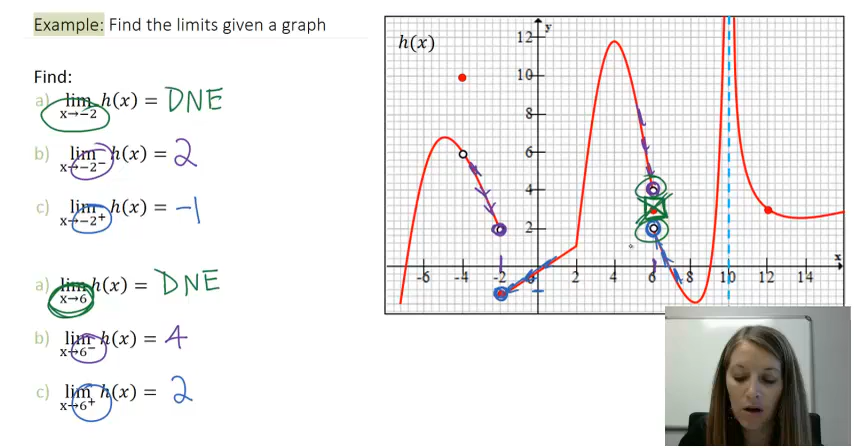 Example: Find the limits given a graph
Find:
a) lim x→−2 h(x) = DNE
b) lim x→−2⁻ h(x) = 2
c) lim x→−2⁺ h(x) = −1
a) lim x→6 h(x) = DNE
b) lim x→6⁻ h(x) = 4
c) lim x→6⁺ h(x) = 2
h(x)
y
12
10
8
6
4
2
x
-6 -4 -2 0 2 4 6 8 10 12 14